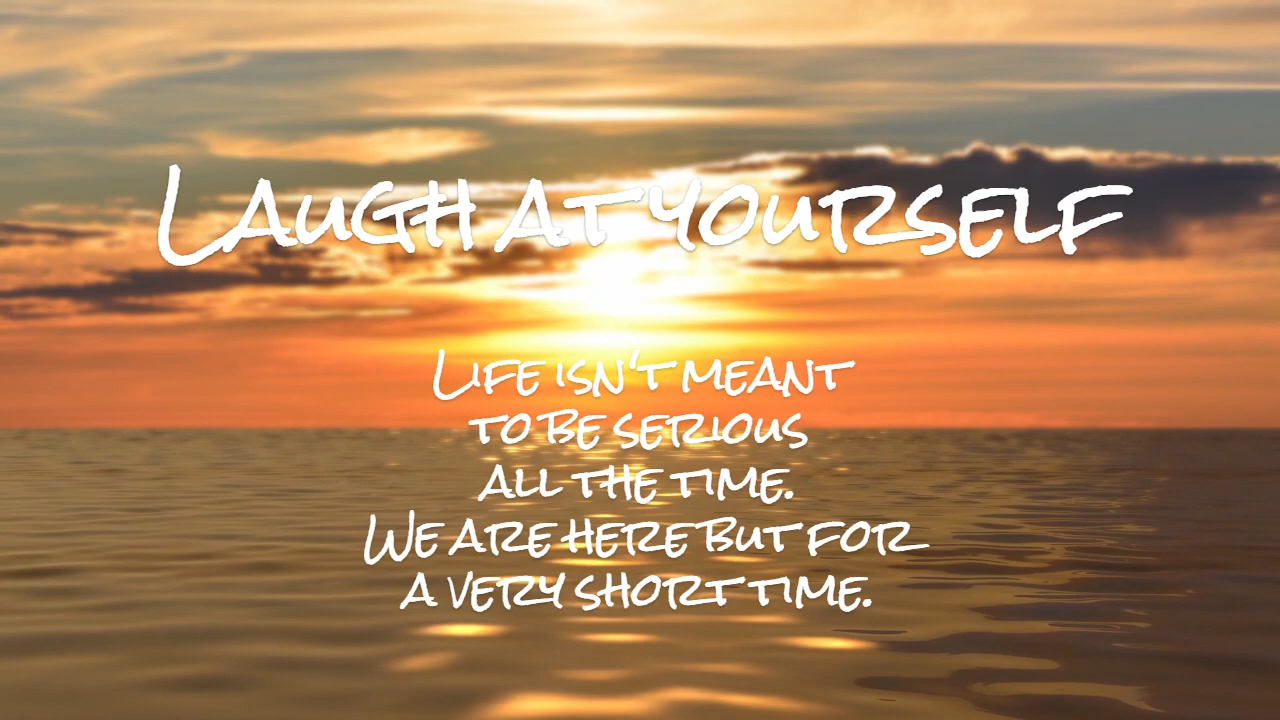 Laugh at yourself
Life isn't meant
to be serious
all the time.
We are here but for
a very short time.